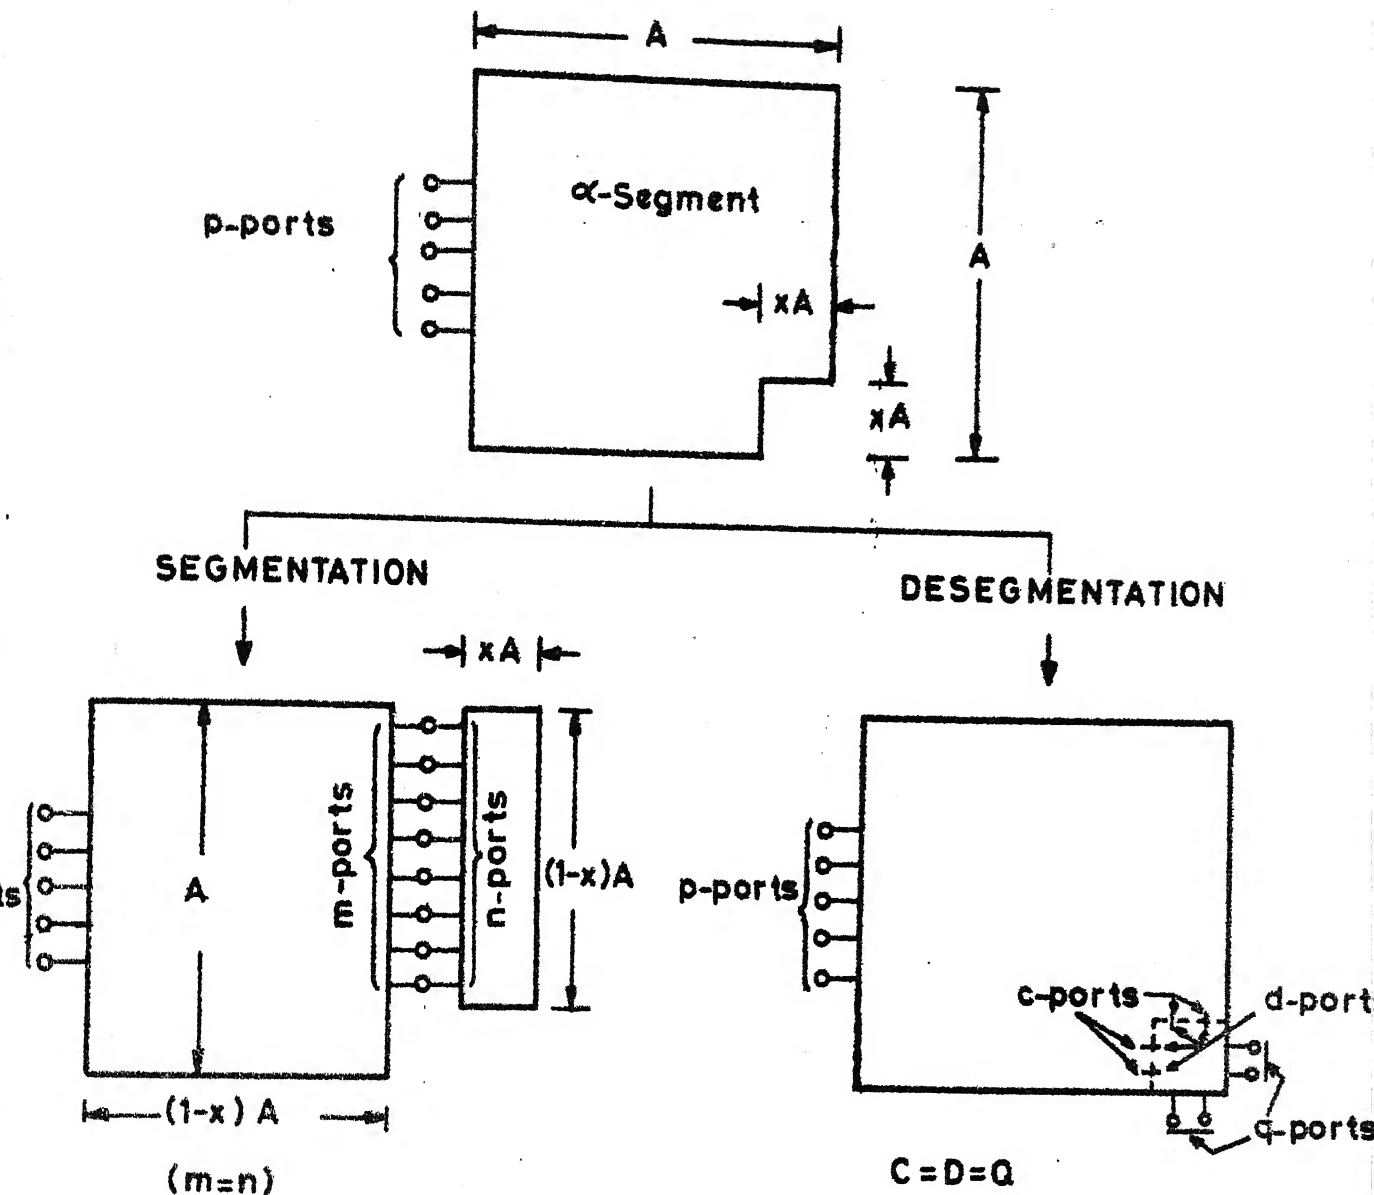 A
α-Segment
p-ports
A
xA
xA
SEGMENTATION
DESEGMENTATION
xA
A
m-ports
n-ports
(1-x)A
p-ports
c-ports
d-port
(1-x) A
q-ports
(m=n)
C=D=Q